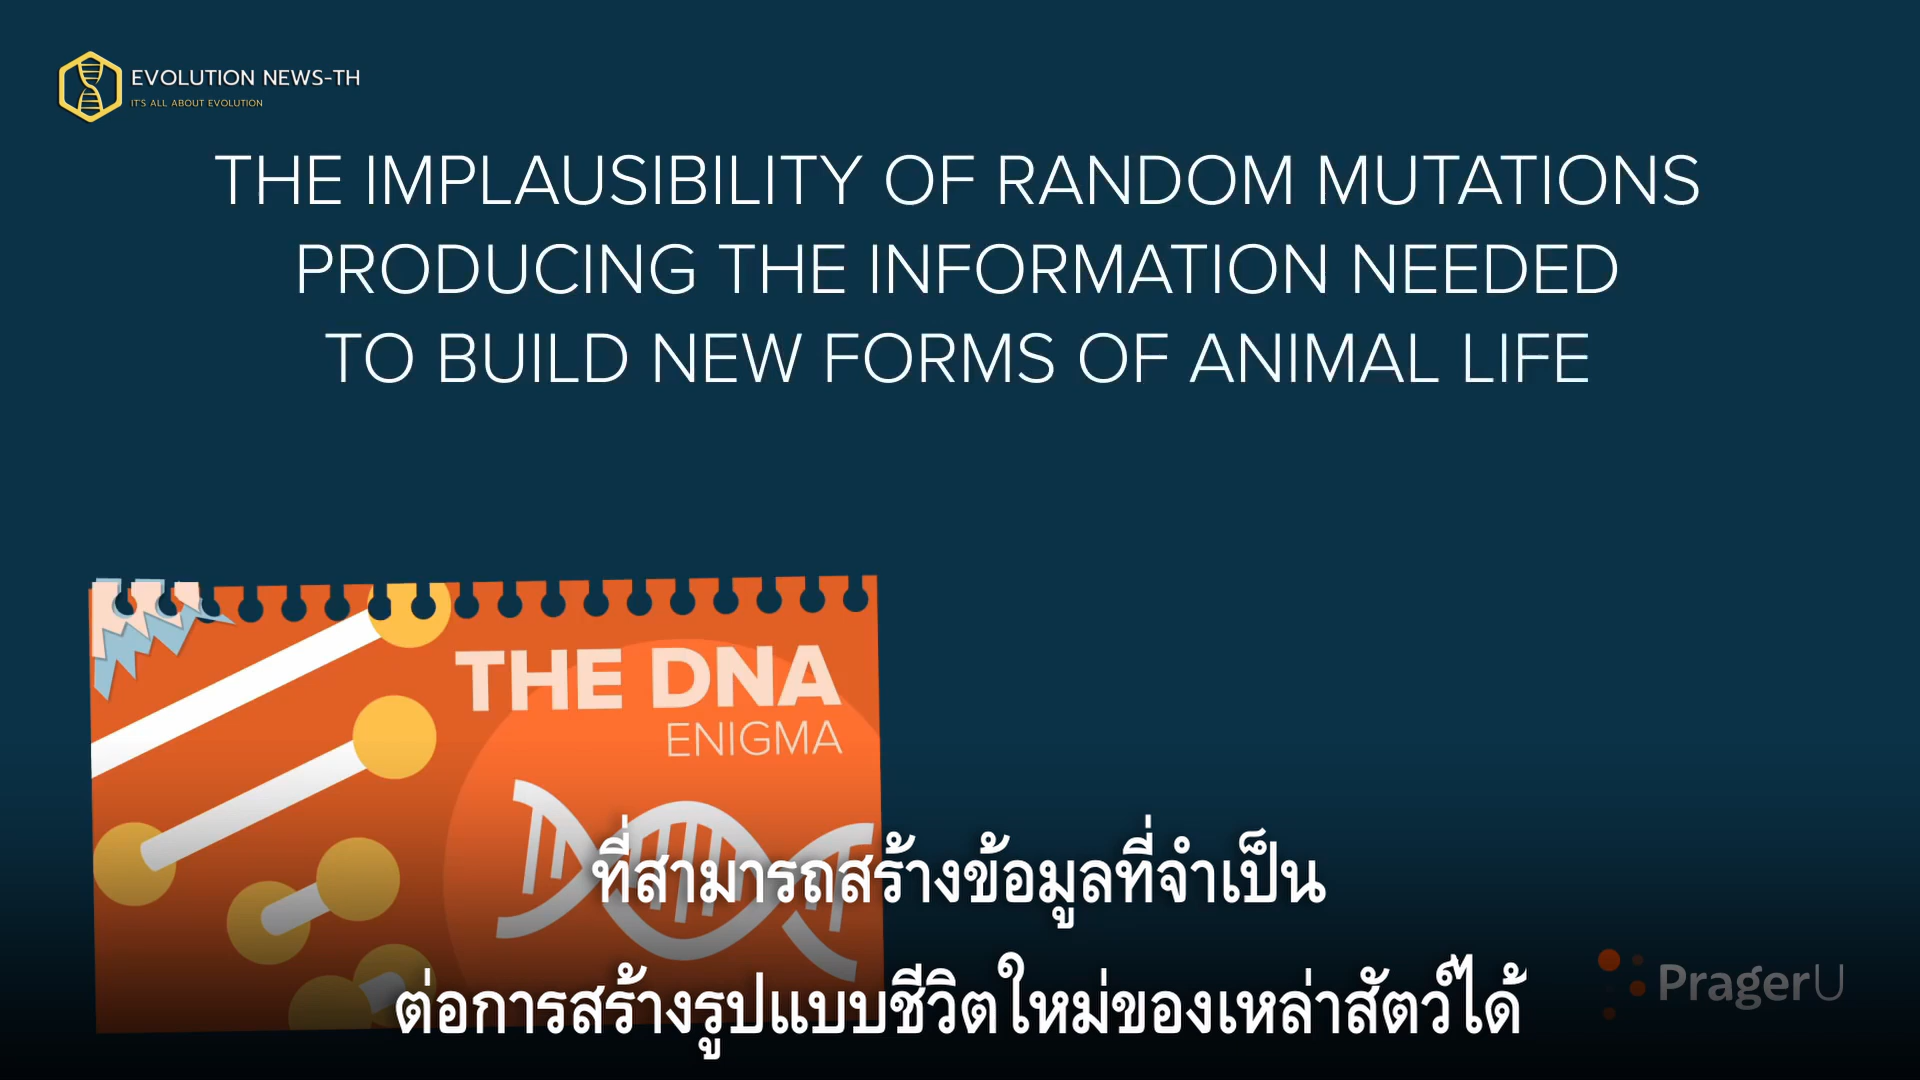 EVOLUTION NEWS-TH
IT'S ALL ABOUT EVOLUTION
THE IMPLAUSIBILITY OF RANDOM MUTATIONS
PRODUCING THE INFORMATION NEEDED
TO BUILD NEW FORMS OF ANIMAL LIFE
THE DNA
ENIGMA
ที่สามารถสร้างข้อมูลที่จำเป็น
ต่อการสร้างรูปแบบชีวิตใหม่ของเหล่าสัตว์ได้
PragerU